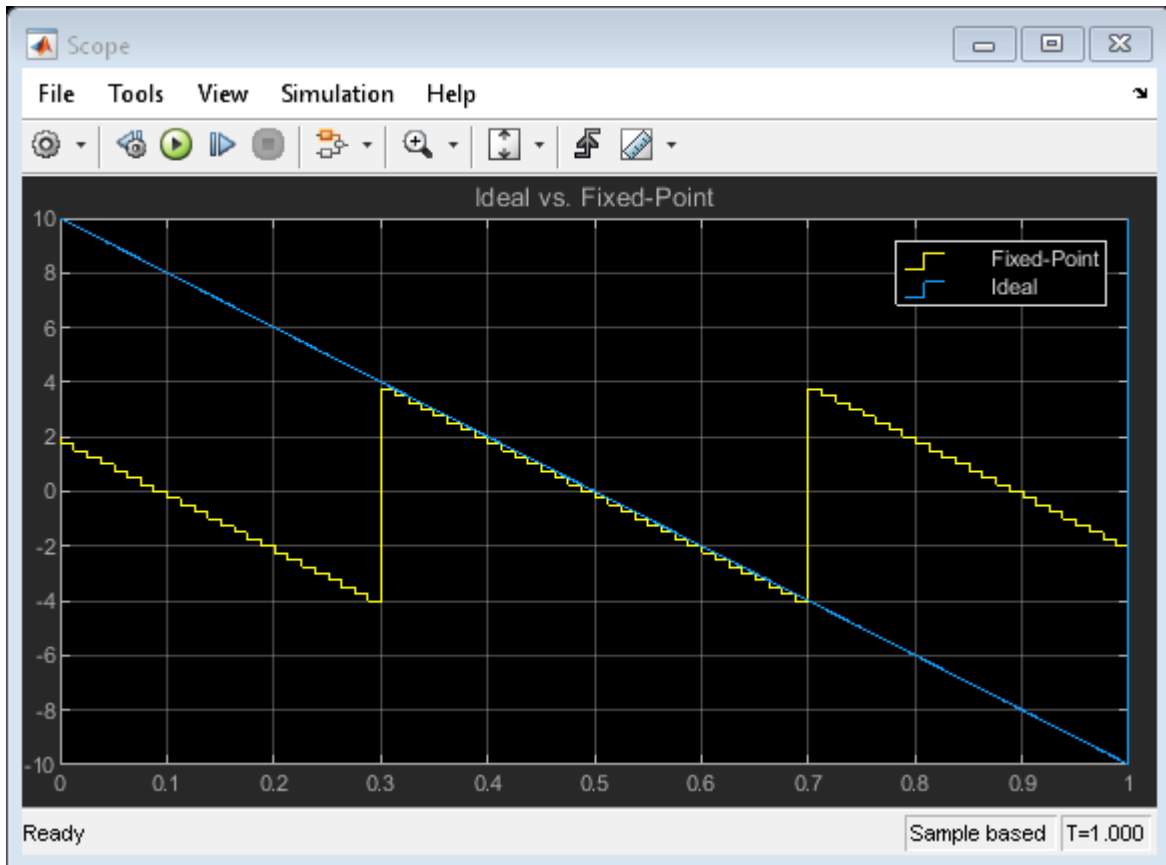 Scope
File Tools View Simulation Help
Ideal vs. Fixed-Point
10
8
6
4
2
0
-2
-4
-6
-8
-10
Fixed-Point
Ideal
0 0.1 0.2 0.3 0.4 0.5 0.6 0.7 0.8 0.9 1
Ready Sample based T=1.000